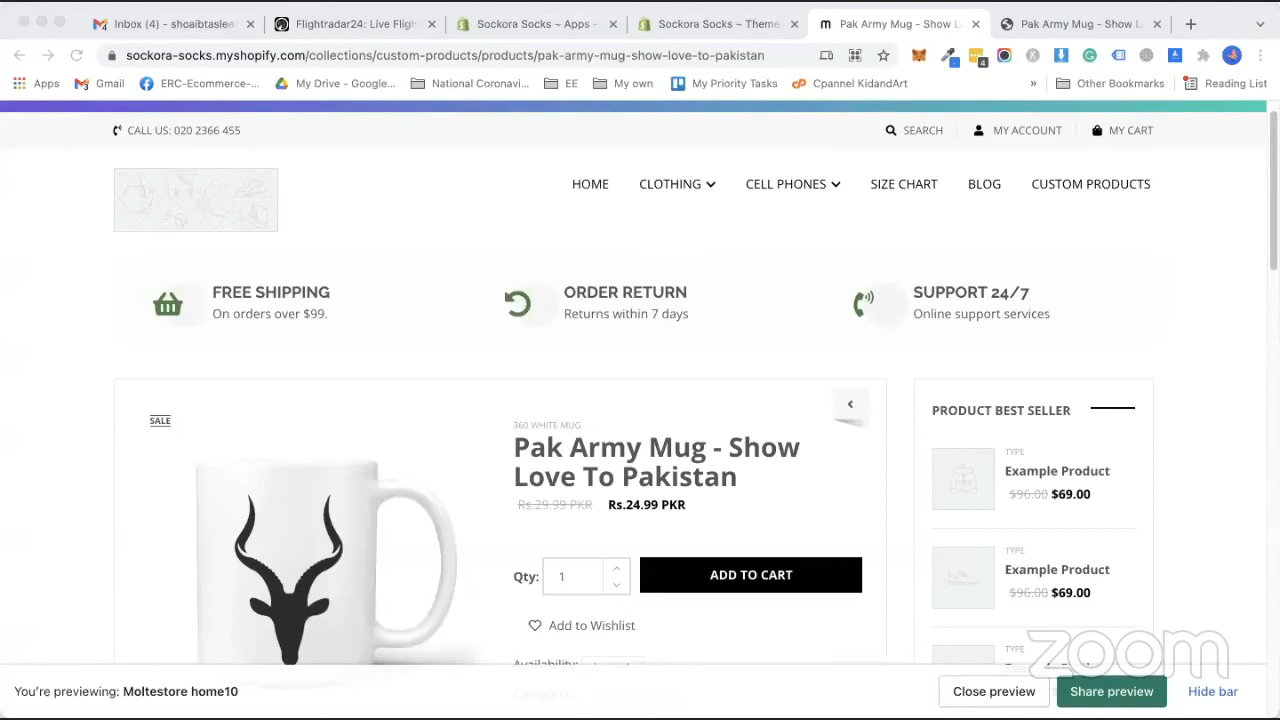 Inbox (4) - shoaibtaslee
Flightradar24: Live Fligh
Sockora Socks ~ Apps -
Sockora Socks ~ Theme
Pak Army Mug - Show L
Pak Army Mug - Show L
sockora-socks.myshopify.com/collections/custom-products/products/pak-army-mug-show-love-to-pakistan
Apps
Gmail
ERC-Ecommerce-...
My Drive - Google...
National Coronavi...
EE
My own
My Priority Tasks
Cpannel KidandArt
»
Other Bookmarks
Reading List
CALL US: 020 2366 455
SEARCH
MY ACCOUNT
MY CART
HOME
CLOTHING
CELL PHONES
SIZE CHART
BLOG
CUSTOM PRODUCTS
FREE SHIPPING
On orders over $99.
ORDER RETURN
Returns within 7 days
SUPPORT 24/7
Online support services
SALE
360 WHITE MUG
Pak Army Mug - Show
Love To Pakistan
Rs.29.99 PKR Rs.24.99 PKR
Qty: 1
ADD TO CART
Add to Wishlist
Availability:
Categories
PRODUCT BEST SELLER
TYPE
Example Product
$96.00 $69.00
TYPE
Example Product
$96.00 $69.00
TYPE
zoom
You're previewing: Moltestore home10
Close preview
Share preview
Hide bar